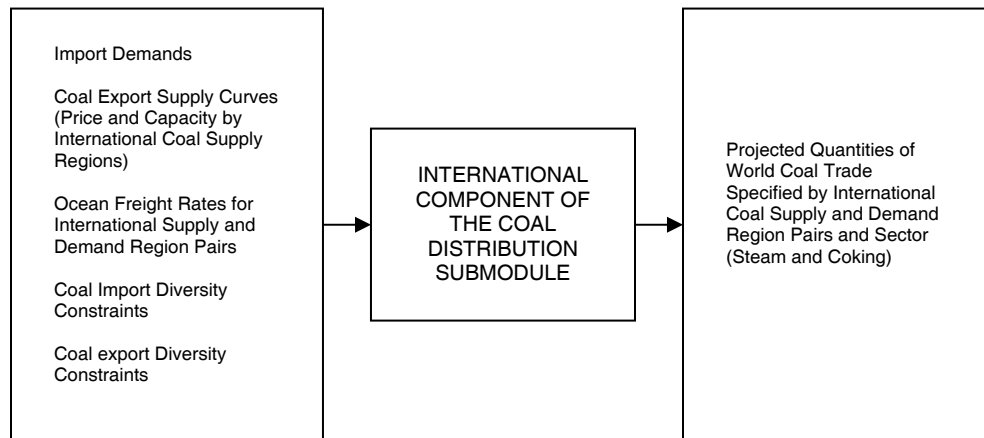 Import Demands
Coal Export Supply Curves
(Price and Capacity by
International Coal Supply
Regions)
Ocean Freight Rates for
International Supply and
Demand Region Pairs
Coal Import Diversity
Constraints
Coal export Diversity
Constraints
INTERNATIONAL
COMPONENT OF
THE COAL
DISTRIBUTION
SUBMODULE
Projected Quantities of
World Coal Trade
Specified by International
Coal Supply and Demand
Region Pairs and Sector
(Steam and Coking)